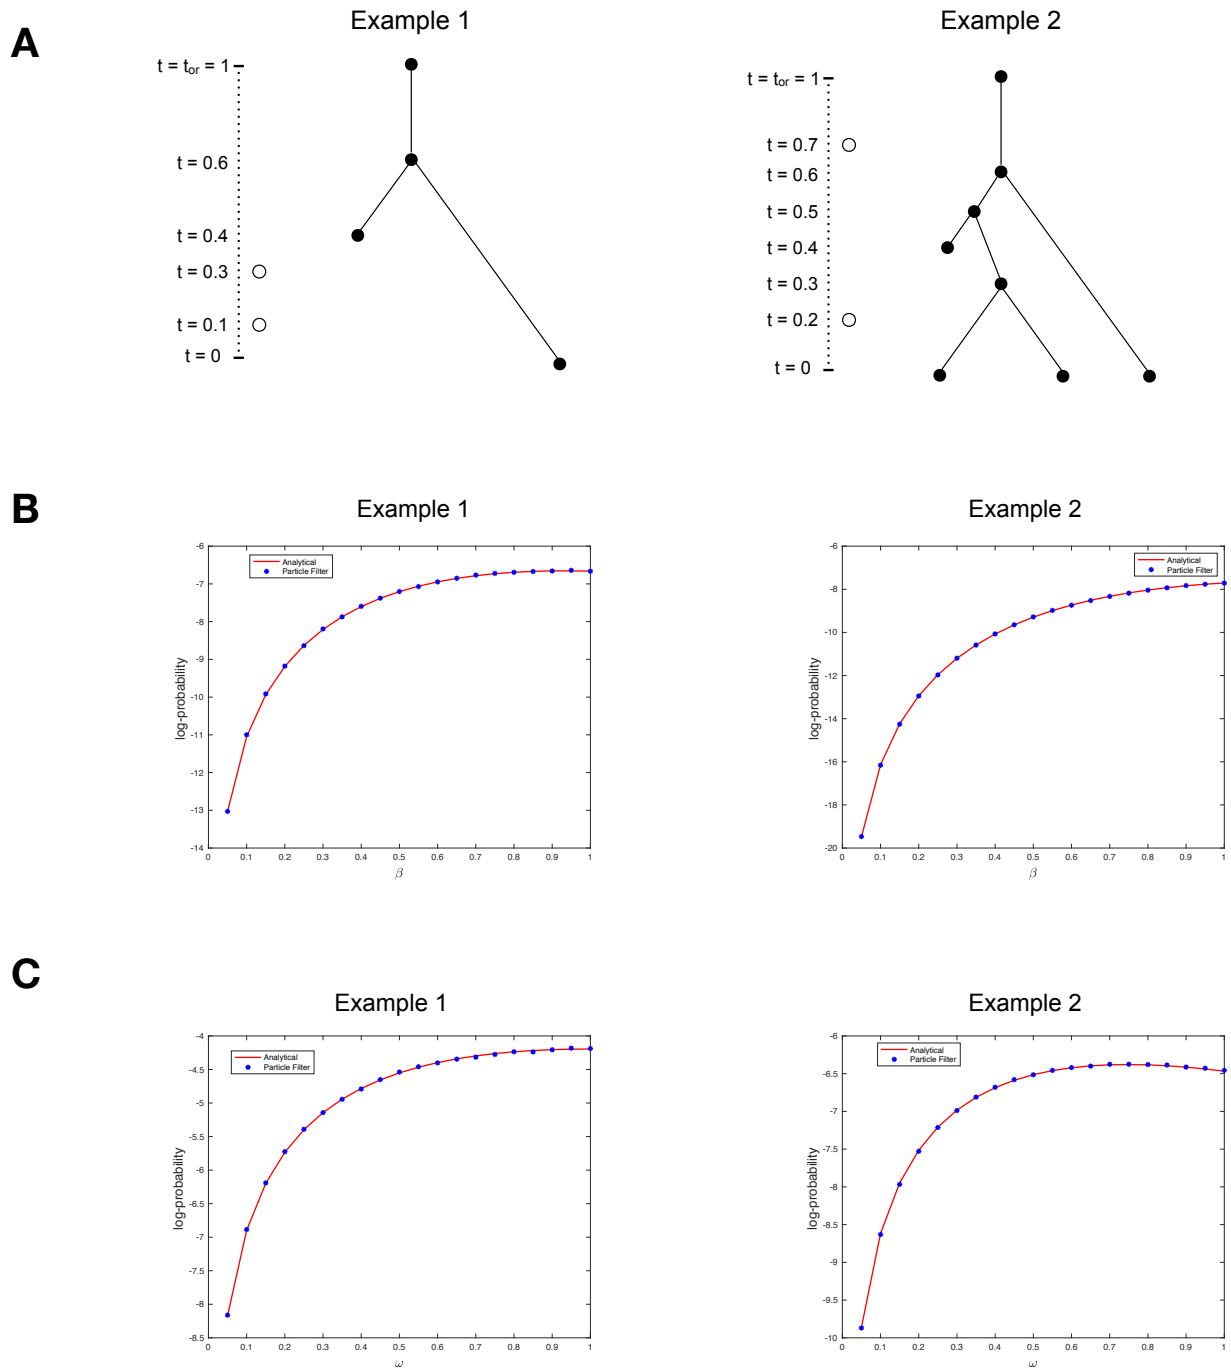 A
Example 1
Example 2
t = tor = 1
t = 0.6
t = 0.4
t = 0.3
t = 0.1
t = 0
t = tor = 1
t = 0.7
t = 0.6
t = 0.5
t = 0.4
t = 0.3
t = 0.2
t = 0
B
Example 1
Example 2
Analytical
Particle Filter
log-probability
-6
-7
-8
-9
-10
-11
-12
-13
-14
0 0.1 0.2 0.3 0.4 0.5 0.6 0.7 0.8 0.9 1
β
Analytical
Particle Filter
log-probability
-6
-8
-10
-12
-14
-16
-18
-20
0 0.1 0.2 0.3 0.4 0.5 0.6 0.7 0.8 0.9 1
β
C
Example 1
Example 2
Analytical
Particle Filter
log-probability
-4
-4.5
-5
-5.5
-6
-6.5
-7
-7.5
-8
-8.5
0 0.1 0.2 0.3 0.4 0.5 0.6 0.7 0.8 0.9 1
ω
Analytical
Particle Filter
log-probability
-6
-6.5
-7
-7.5
-8
-8.5
-9
-9.5
-10
0 0.1 0.2 0.3 0.4 0.5 0.6 0.7 0.8 0.9 1
ω